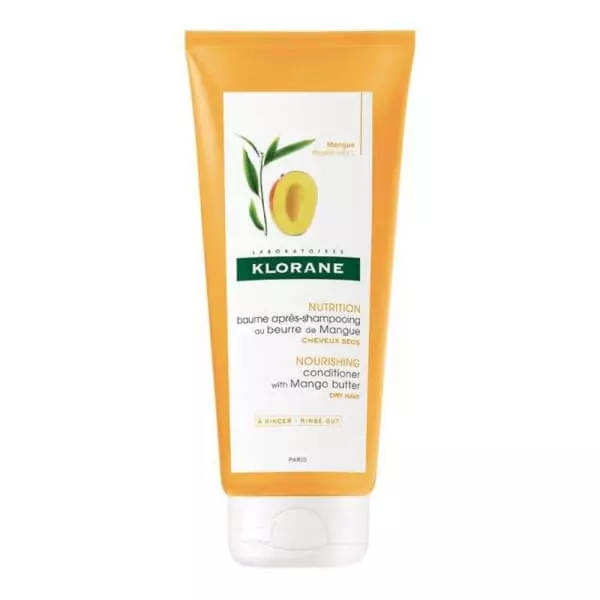 Mangue
LABORATOIRES
KLORANE
NUTRITION
baume après-shampooing
au beurre de Mangue
CHEVEUX SECS
NOURISHING
conditioner
with Mango butter
DRY HAIR
À RINCER - RINSE-OUT
PARIS